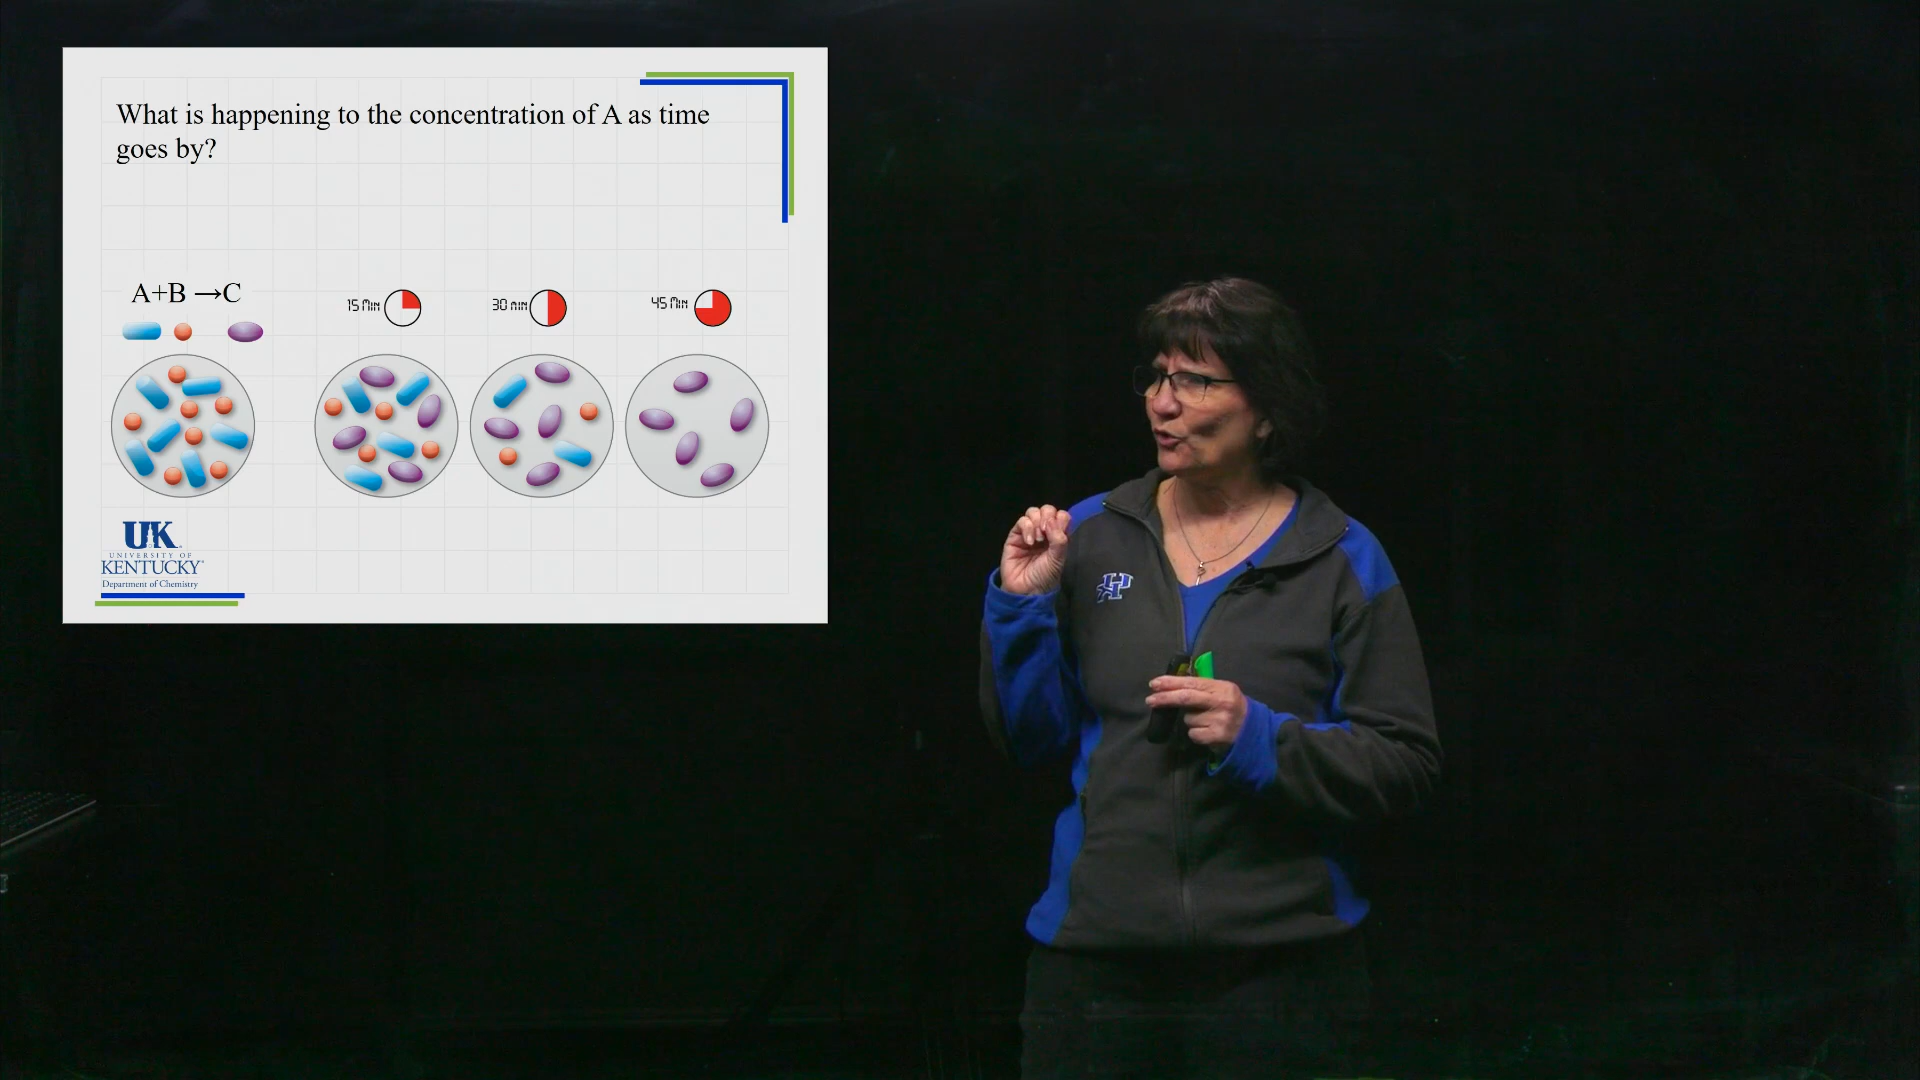 What is happening to the concentration of A as time
goes by?
A+B →C
15 Min
30 min
45 Min
UK
UNIVERSITY OF
KENTUCKY
Department of Chemistry